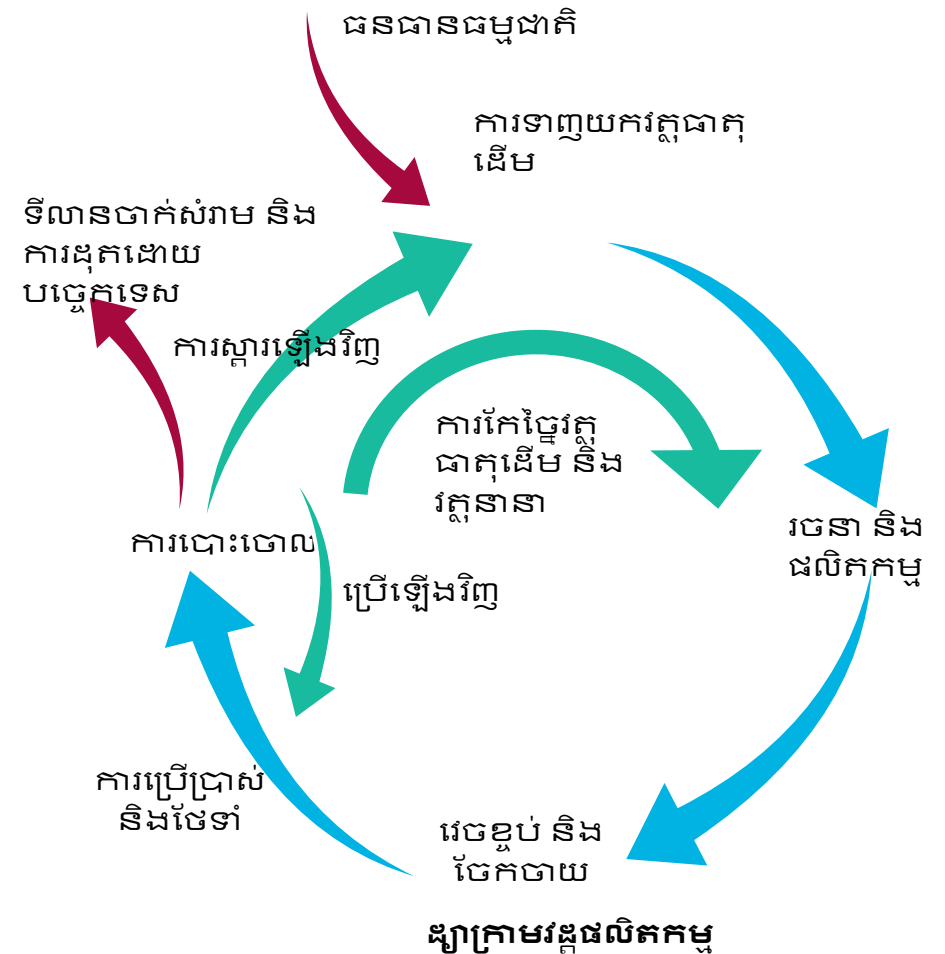 ធនធានធម្មជាតិ
ការទាញយកវត្ថុធាតុ
ដើម
ទីលានចាក់សំរាម និង
ការដុតដោយ
បច្ចេកទេស
ការស្តារឡើងវិញ
ការកែច្នៃវត្ថុ
ធាតុដើម និង
វត្ថុនានា
រចនា និង
ផលិតកម្ម
ការបោះចោល
ប្រើឡើងវិញ
ការប្រើប្រាស់
និងថែទាំ
វេចខ្ចប់ និង
ចែកចាយ
ដ្យាក្រាមវដ្តផលិតកម្ម